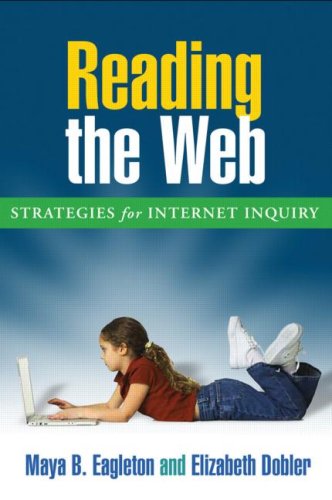 Reading
the Web
STRATEGIES for INTERNET INQUIRY
Maya B. Eagleton and Elizabeth Dobler